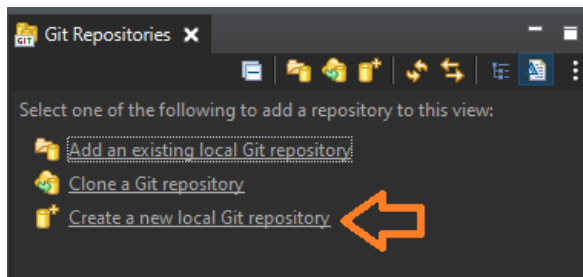 GIT Git Repositories
Select one of the following to add a repository to this view:
Add an existing local Git repository
Clone a Git repository
Create a new local Git repository